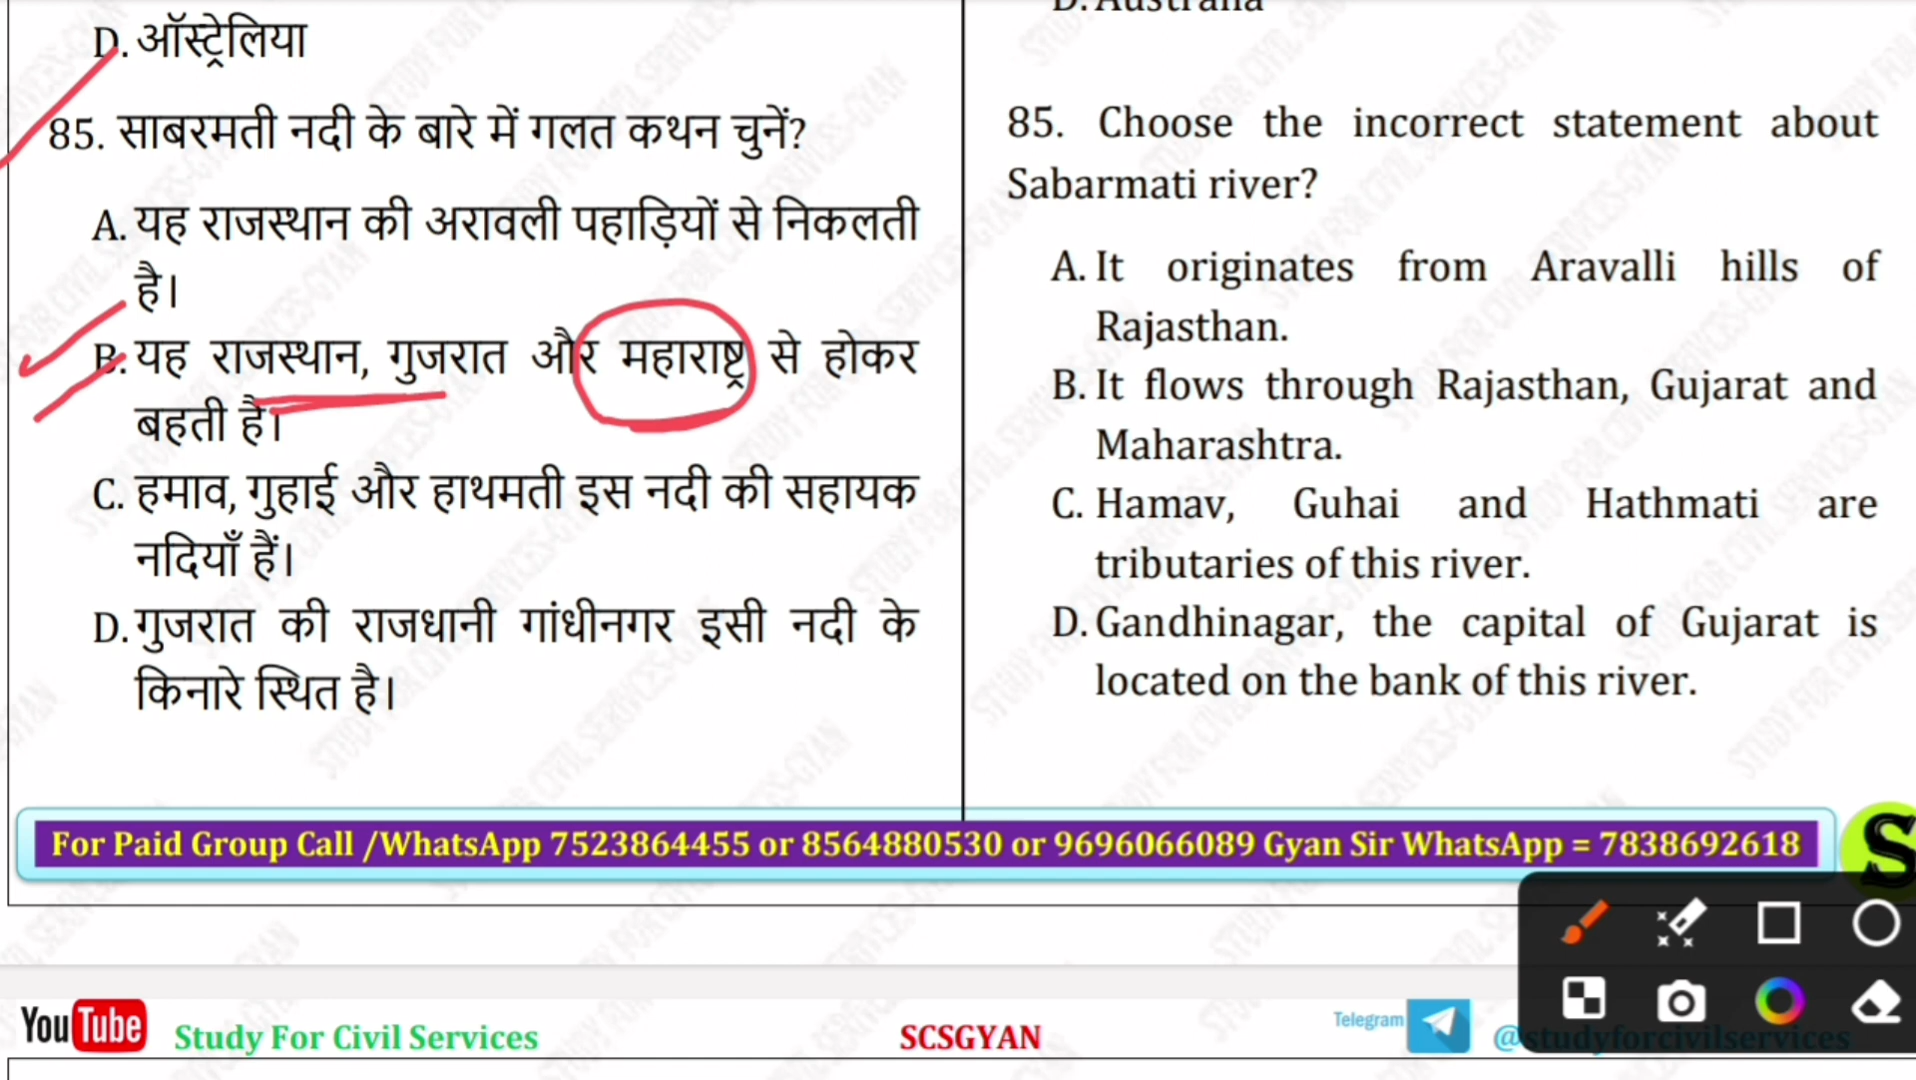 D. ऑस्ट्रेलिया
85. साबरमती नदी के बारे में गलत कथन चुनें?
A. यह राजस्थान की अरावली पहाड़ियों से निकलती
है।
B. यह राजस्थान, गुजरात और महाराष्ट्र से होकर
बहती है।
C. हमाव, गुहाई और हाथमती इस नदी की सहायक
नदियाँ हैं।
D. गुजरात की राजधानी गांधीनगर इसी नदी के
किनारे स्थित है।
D. Australia
85. Choose the incorrect statement about
Sabarmati river?
A. It originates from Aravalli hills of
Rajasthan.
B. It flows through Rajasthan, Gujarat and
Maharashtra.
C. Hamav, Guhai and Hathmati are
tributaries of this river.
D. Gandhinagar, the capital of Gujarat is
located on the bank of this river.
For Paid Group Call /WhatsApp 7523864455 or 8564880530 or 9696066089 Gyan Sir WhatsApp = 7838692618
S
YouTube Study For Civil Services
SCSGYAN
Telegram @studyforcivilservices